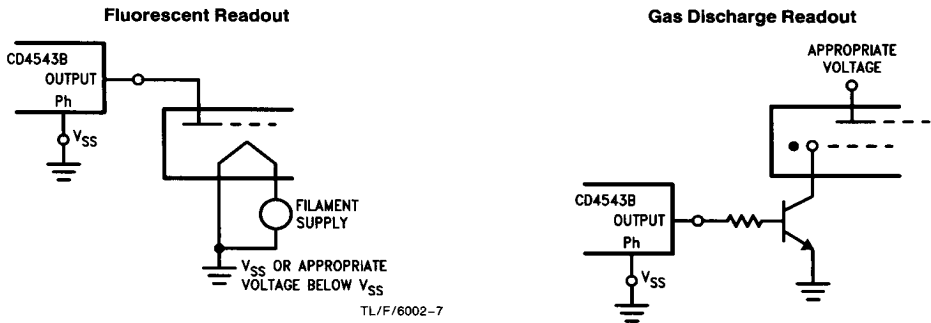 Fluorescent Readout
CD4543B
OUTPUT
Ph
VSS
FILAMENT
SUPPLY
VSS OR APPROPRIATE
VOLTAGE BELOW VSS
TL/F/6002-7
Gas Discharge Readout
APPROPRIATE
VOLTAGE
CD4543B
OUTPUT
Ph
VSS